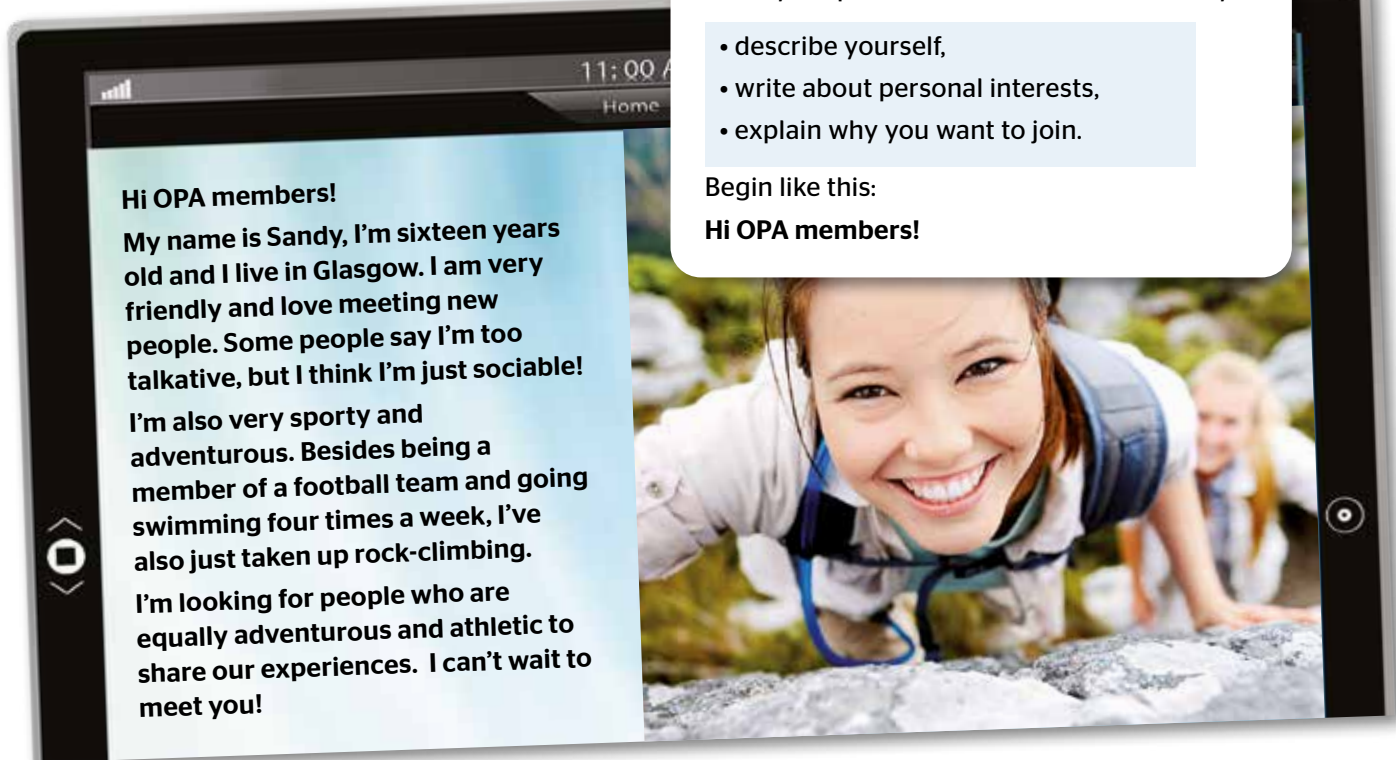 11:00
Home
• describe yourself,
• write about personal interests,
• explain why you want to join.
Begin like this:
Hi OPA members!
Hi OPA members!
My name is Sandy, I’m sixteen years
old and I live in Glasgow. I am very
friendly and love meeting new
people. Some people say I’m too
talkative, but I think I’m just sociable!
I’m also very sporty and
adventurous. Besides being a
member of a football team and going
swimming four times a week, I’ve
also just taken up rock-climbing.
I’m looking for people who are
equally adventurous and athletic to
share our experiences.  I can’t wait to
meet you!